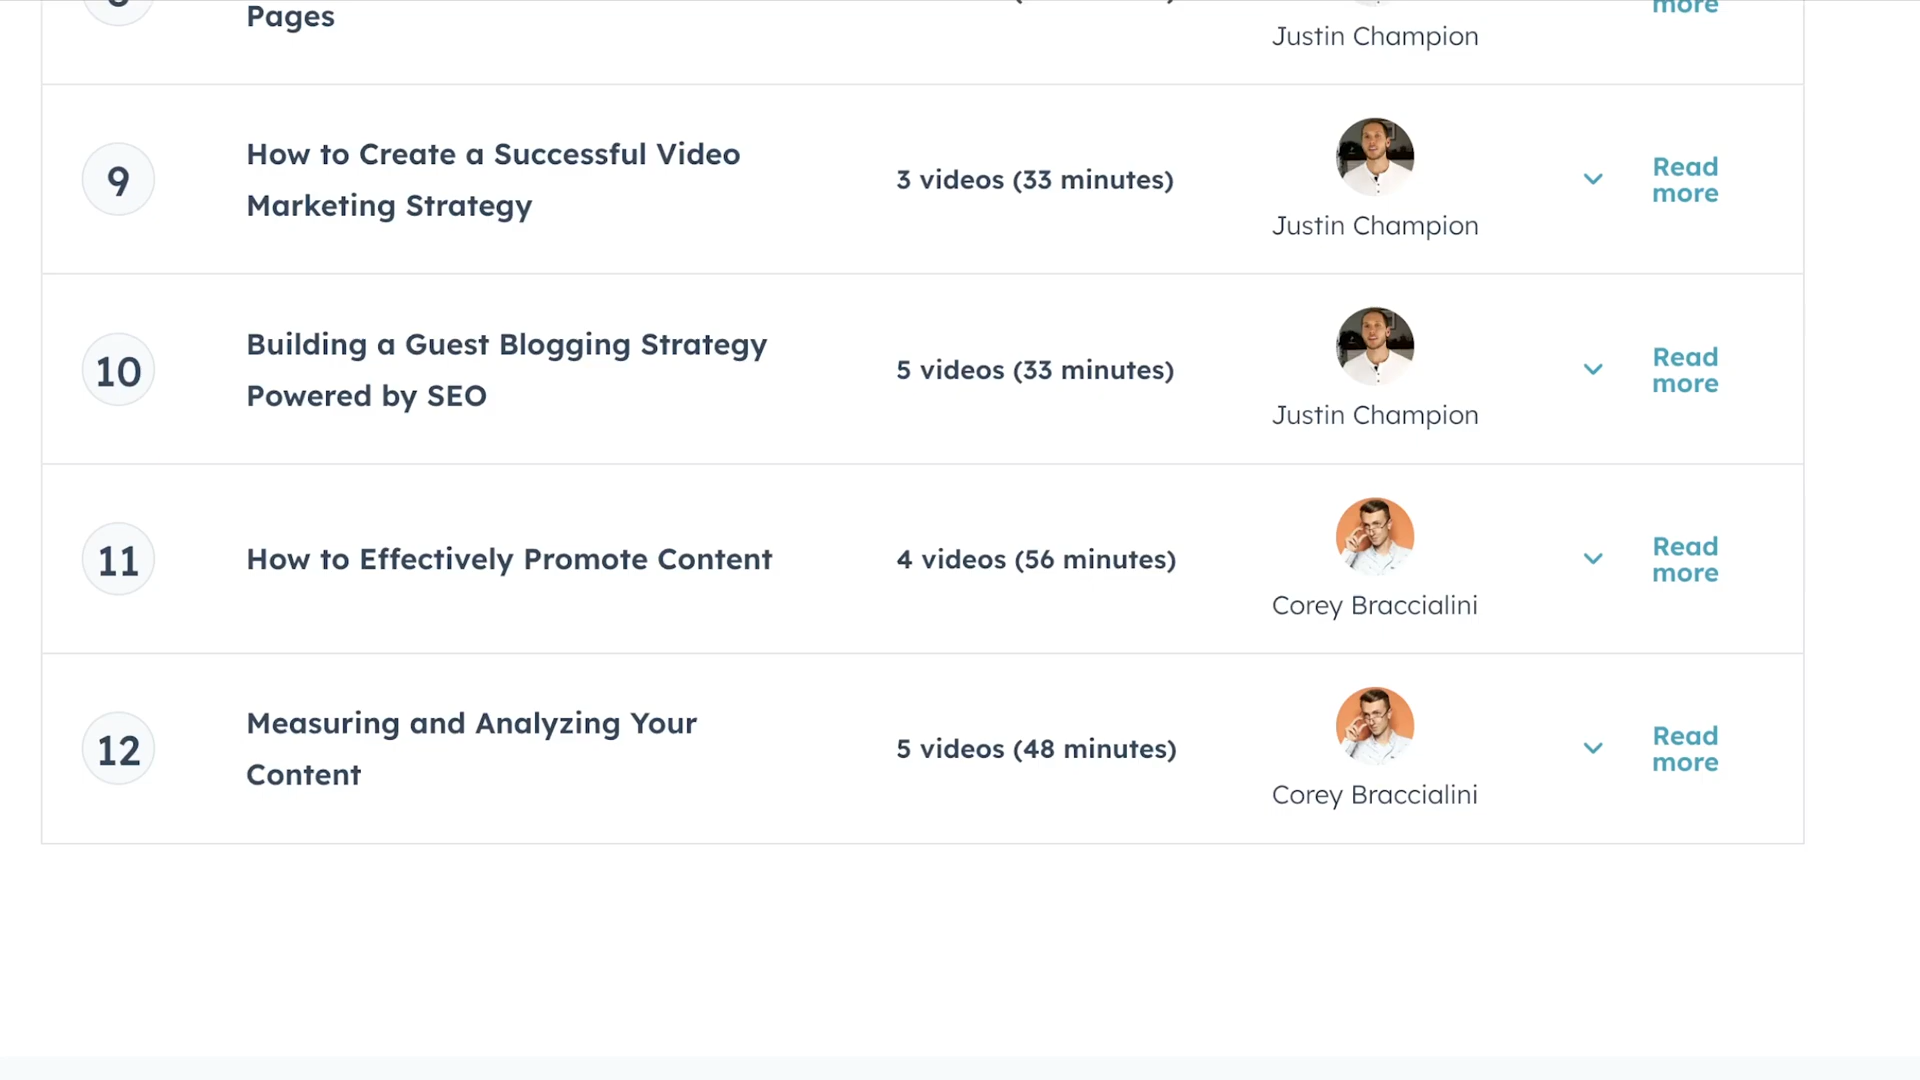 Pages
more
Justin Champion
9
How to Create a Successful Video
Marketing Strategy
3 videos (33 minutes)
Justin Champion
Read
more
10
Building a Guest Blogging Strategy
Powered by SEO
5 videos (33 minutes)
Justin Champion
Read
more
11
How to Effectively Promote Content
4 videos (56 minutes)
Corey Braccialini
Read
more
12
Measuring and Analyzing Your
Content
5 videos (48 minutes)
Corey Braccialini
Read
more